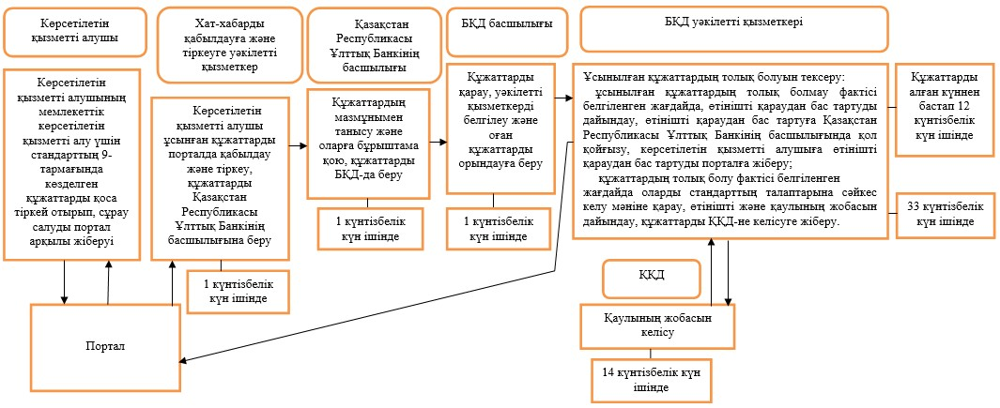 Көрсетілетін
қызметті алушы
Хат-хабарды
қабылдауға және
тіркеуге уәкілетті
қызметкер
Қазақстан
Республикасы
Ұлттық Банкінің
басшылығы
БҚД басшылығы
БҚД уәкілетті қызметкері
Көрсетілетін
қызметті алушының
мемлекеттік
көрсетілетін
қызметті алу үшін
стандарттың 9-
тармағында
көзделген
құжаттарды қоса
тіркей отырып, сұрау
салуды портал
арқылы жіберуі
Көрсетілетін
қызметті алушы
ұсынған құжаттарды
порталда қабылдау
және тіркеу,
құжаттарды
Қазақстан
Республикасы
Ұлттық Банкінің
басшылығына беру
1 күнтізбелік
күн ішінде
Құжаттардың
мазмұнымен
танысу және
оларға бұрыштама
қою, құжаттарды
БҚД-да беру
1 күнтізбелік
күн ішінде
Құжаттарды
қарау, уәкілетті
қызметкерді
белгілеу және
оған
құжаттарды
орындауға беру
1 күнтізбелік
күн ішінде
Ұсынылған құжаттардың толық болуын тексеру:
ұсынылған құжаттардың толық болмау фактісі
белгіленген жағдайда, өтінішті қараудан бас тартуды
дайындау, өтінішті қараудан бас тартуға Қазақстан
Республикасы Ұлттық Банкінің басшылығында қол
қойғызу, көрсетілетін қызметті алушыға өтінішті
қараудан бас тартуды порталға жіберу;
құжаттардың толық болу фактісі белгіленген
жағдайда оларды стандарттың талаптарына сәйкес
келу мәніне қарау, өтінішті және қаулының жобасын
дайындау, құжаттарды ҚҚД-не келісуге жіберу.
Құжаттарды
алған күннен
бастап 12
күнтізбелік
күн ішінде
33 күнтізбелік
күн ішінде
ҚҚД
Қаулының жобасын
келісу
14 күнтізбелік күн
ішінде
Портал